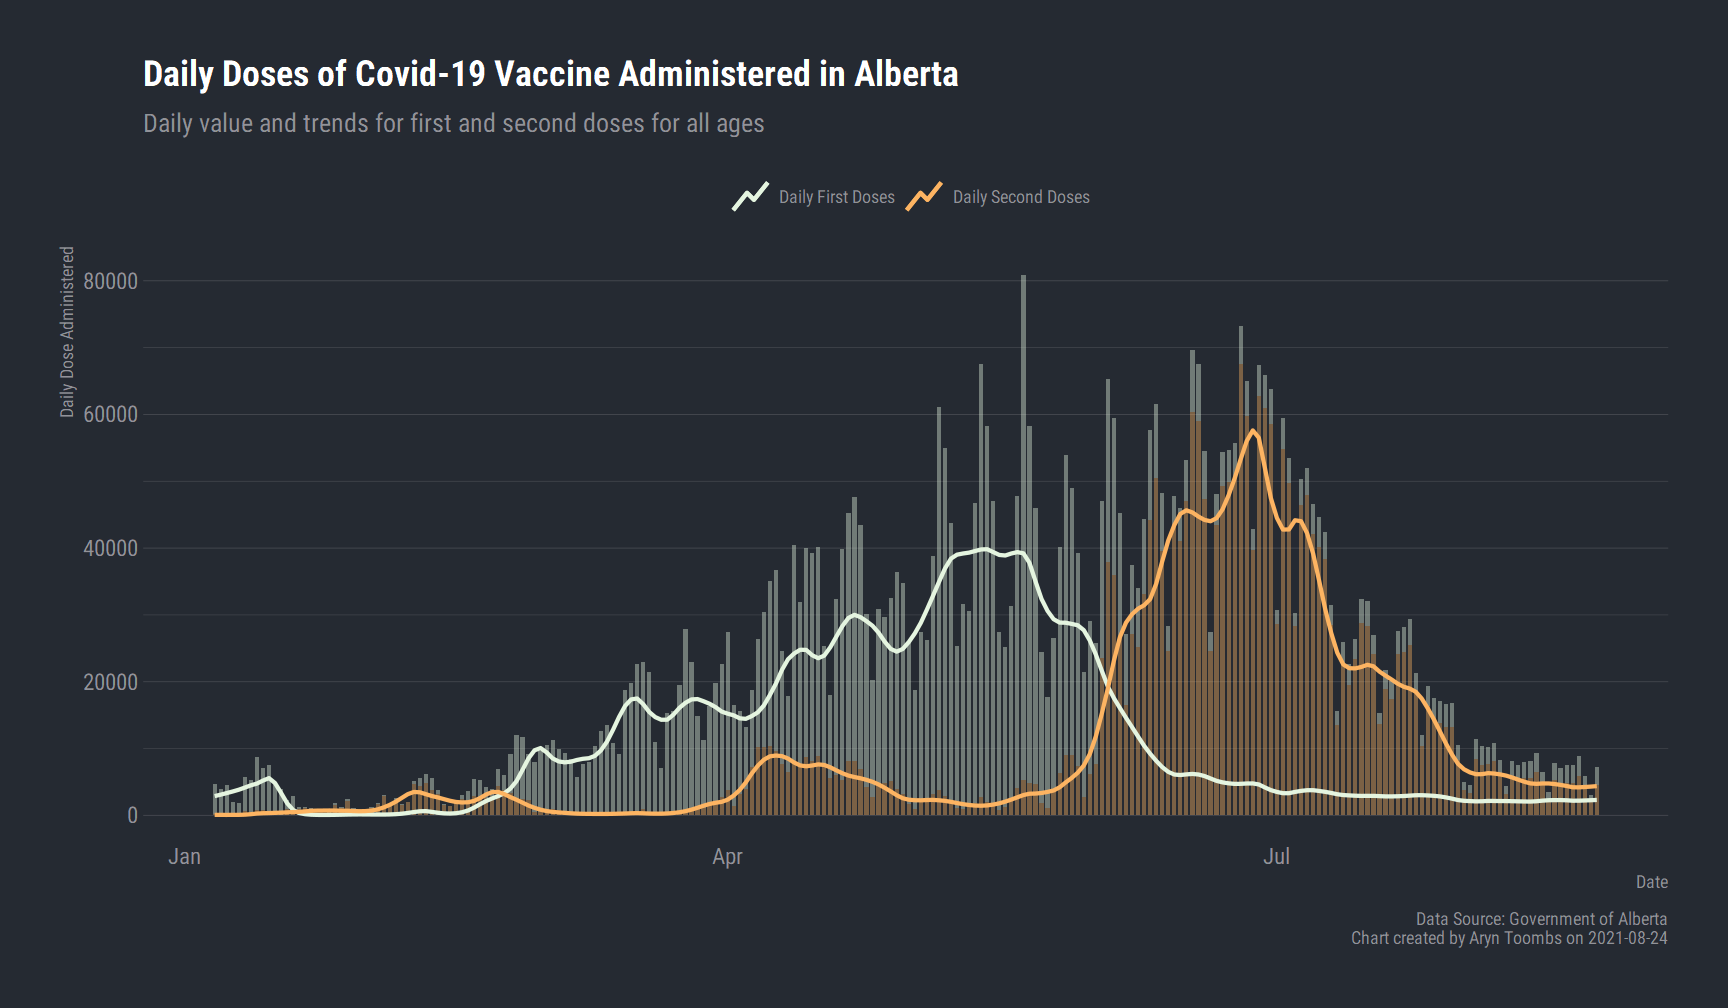 Daily Doses of Covid-19 Vaccine Administered in Alberta
Daily value and trends for first and second doses for all ages
Daily First Doses
Daily Second Doses
Daily Dose Administered
80000
60000
40000
20000
0
Jan
Apr
Jul
Date
Data Source: Government of Alberta
Chart created by Aryn Toombs on 2021-08-24